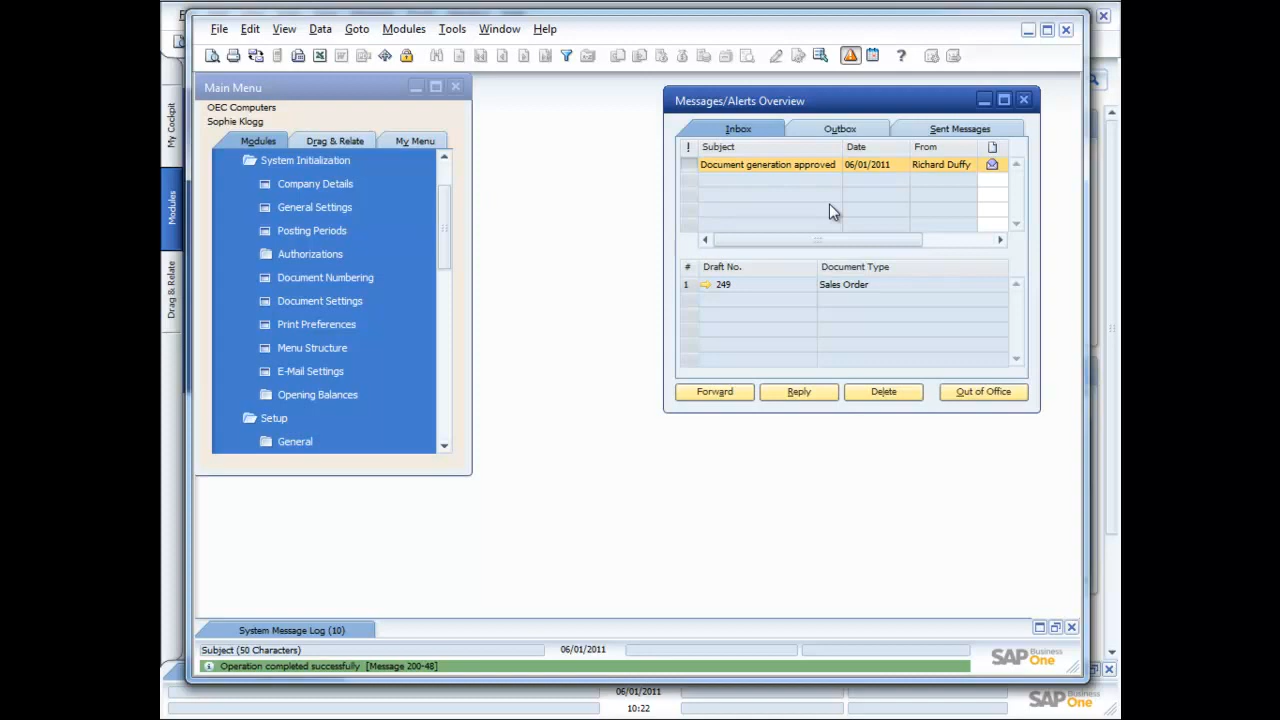 File Edit View Data Goto Modules Tools Window Help
Main Menu
OEC Computers
Sophie Klogg
Modules Drag & Relate My Menu
System Initialization
Company Details
General Settings
Posting Periods
Authorizations
Document Numbering
Document Settings
Print Preferences
Menu Structure
E-Mail Settings
Opening Balances
Setup
General
My Cockpit
Modules
Drag & Relate
Messages/Alerts Overview
Inbox Outbox Sent Messages
! Subject Date From
Document generation approved 06/01/2011 Richard Duffy
# Draft No. Document Type
1 249 Sales Order
Forward Reply Delete Out of Office
System Message Log (10)
Subject (50 Characters) 06/01/2011
Operation completed successfully [Message 200-48]
SAP Business One
06/01/2011
10:22
SAP Business One